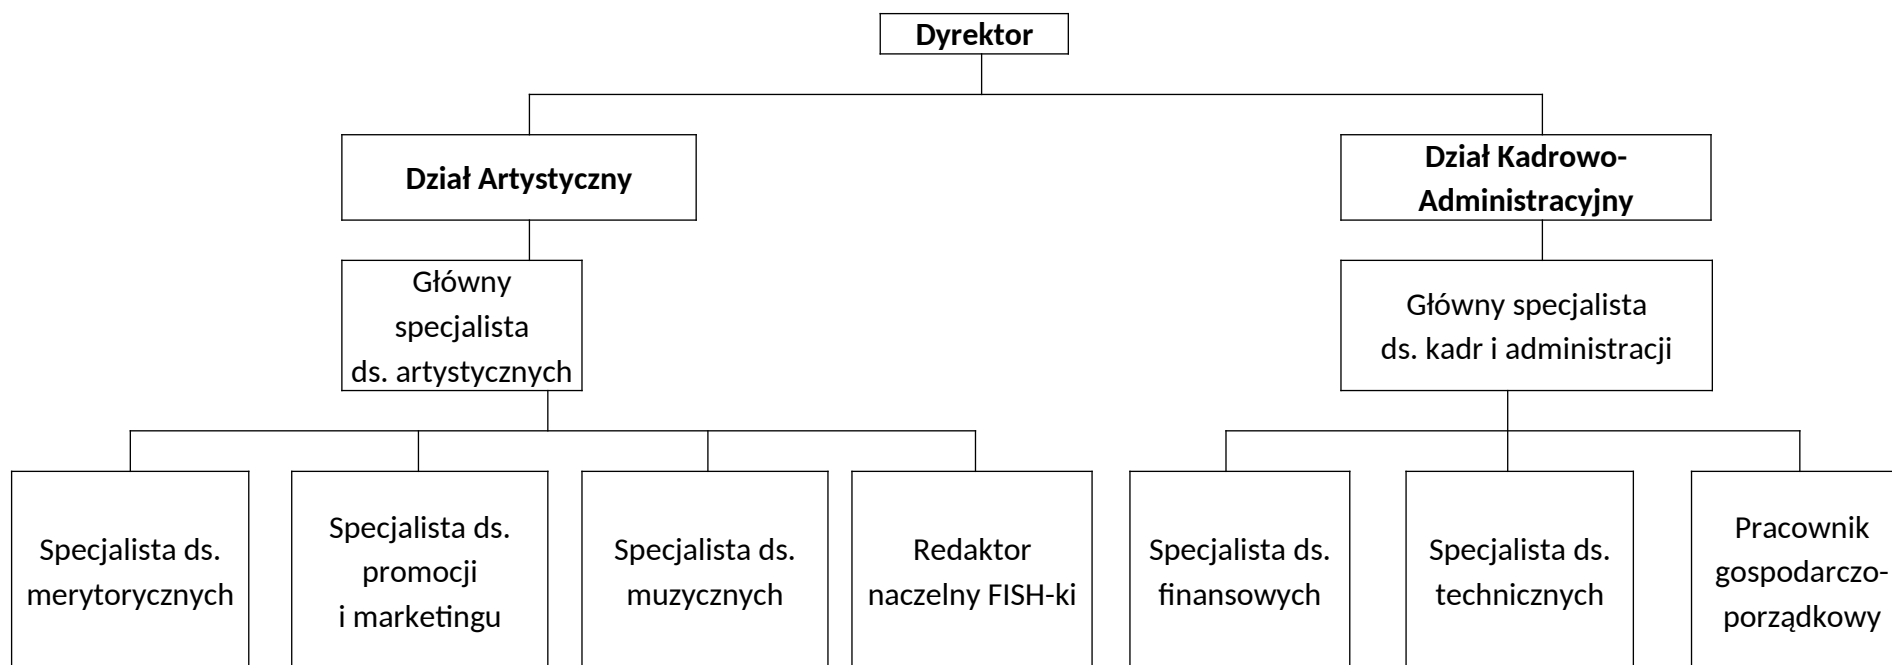 Dyrektor
Dział Artystyczny
Dział Kadrowo-
Administracyjny
Główny
specjalista
ds. artystycznych
Główny specjalista
ds. kadr i administracji
Specjalista ds.
merytorycznych
Specjalista ds.
promocji
i marketingu
Specjalista ds.
muzycznych
Redaktor
naczelny FISH-ki
Specjalista ds.
finansowych
Specjalista ds.
technicznych
Pracownik
gospodarczo-
porządkowy